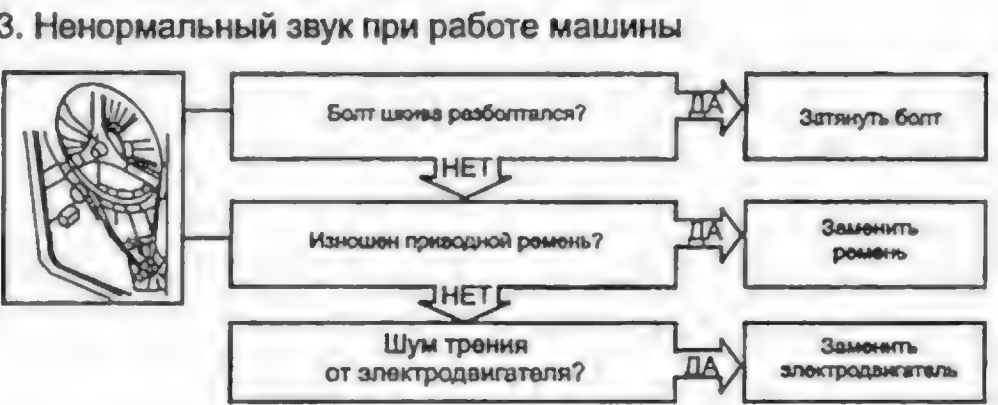 3. Ненормальный звук при работе машины
Болт шкива разболтался?
ДА
Затянуть болт
НЕТ
Изношен приводной ремень?
ДА
Заменить
ремень
НЕТ
Шум трения
от электродвигателя?
ДА
Заменить
электродвигатель